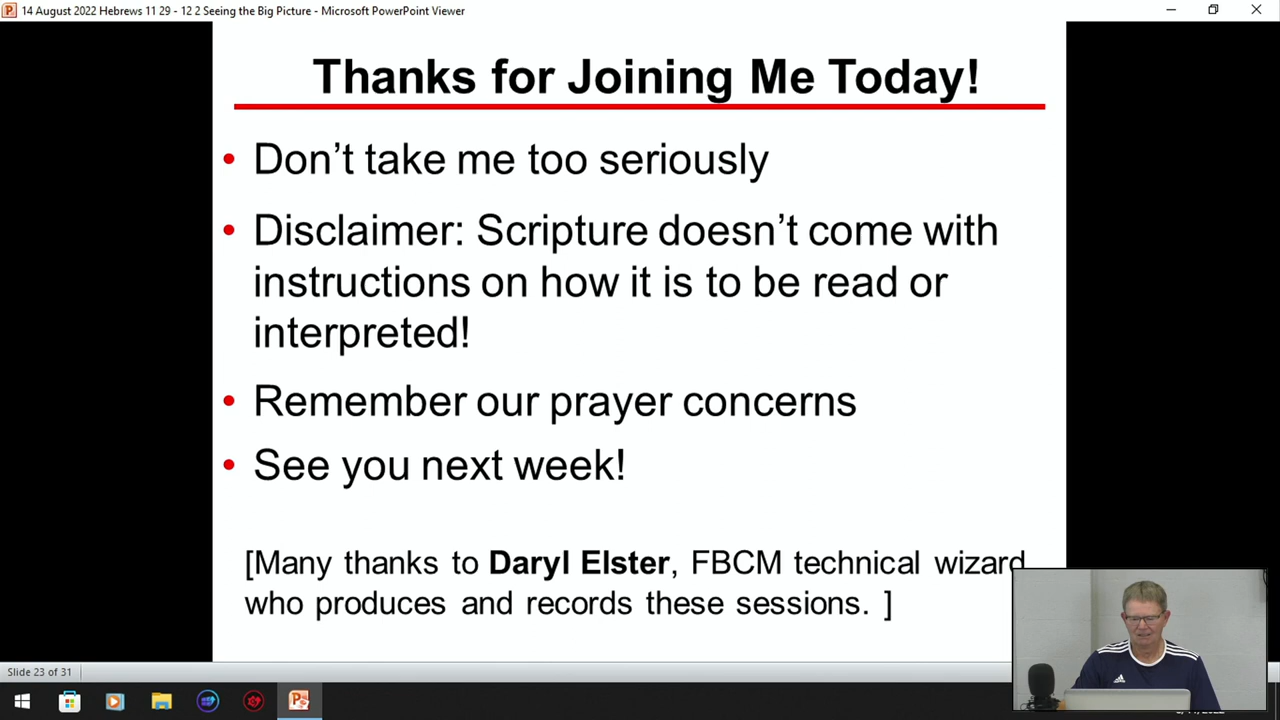 14 August 2022 Hebrews 11 29 - 12 2 Seeing the Big Picture - Microsoft PowerPoint Viewer
Thanks for Joining Me Today!
• Don’t take me too seriously
• Disclaimer: Scripture doesn’t come with
instructions on how it is to be read or
interpreted!
• Remember our prayer concerns
• See you next week!
[Many thanks to Daryl Elster, FBCM technical wizard
who produces and records these sessions. ]
Slide 23 of 31